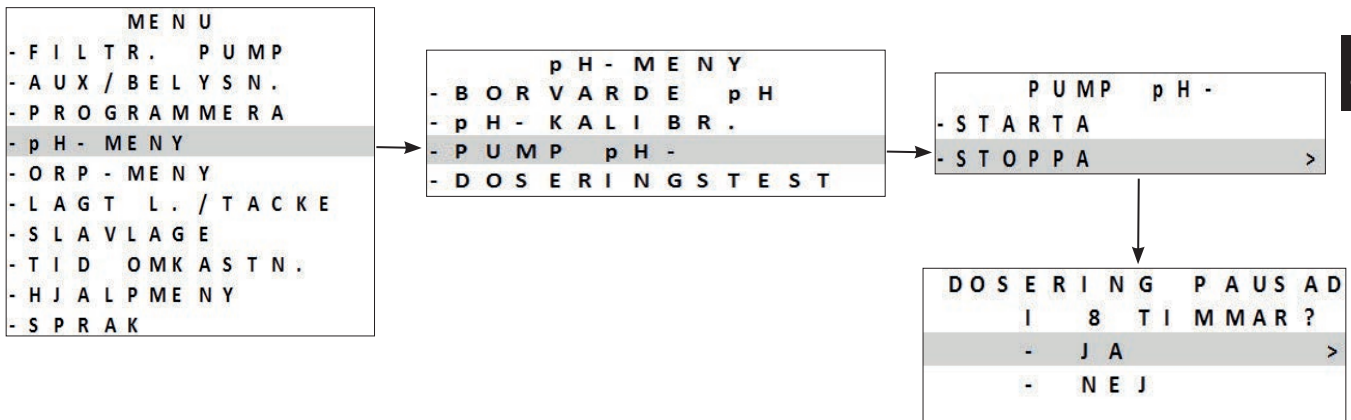 MENU
-FILTR. PUMP
-AUX/BELYSN.
-PROGRAMMERA
-pH-MENY
-ORP-MENY
-LAGT L./TACKE
-SLAVLAGE
-TID OMKASTN.
-HJALPMENY
-SPRAK
pH-MENY
-BORVARDE pH
-pH-KALIBR.
-PUMP pH-
-DOSERINGSTEST
PUMP pH-
-STARTA
-STOPPA >
DOSERING PAUSAD
I 8 TIMMAR?
- JA >
- NEJ